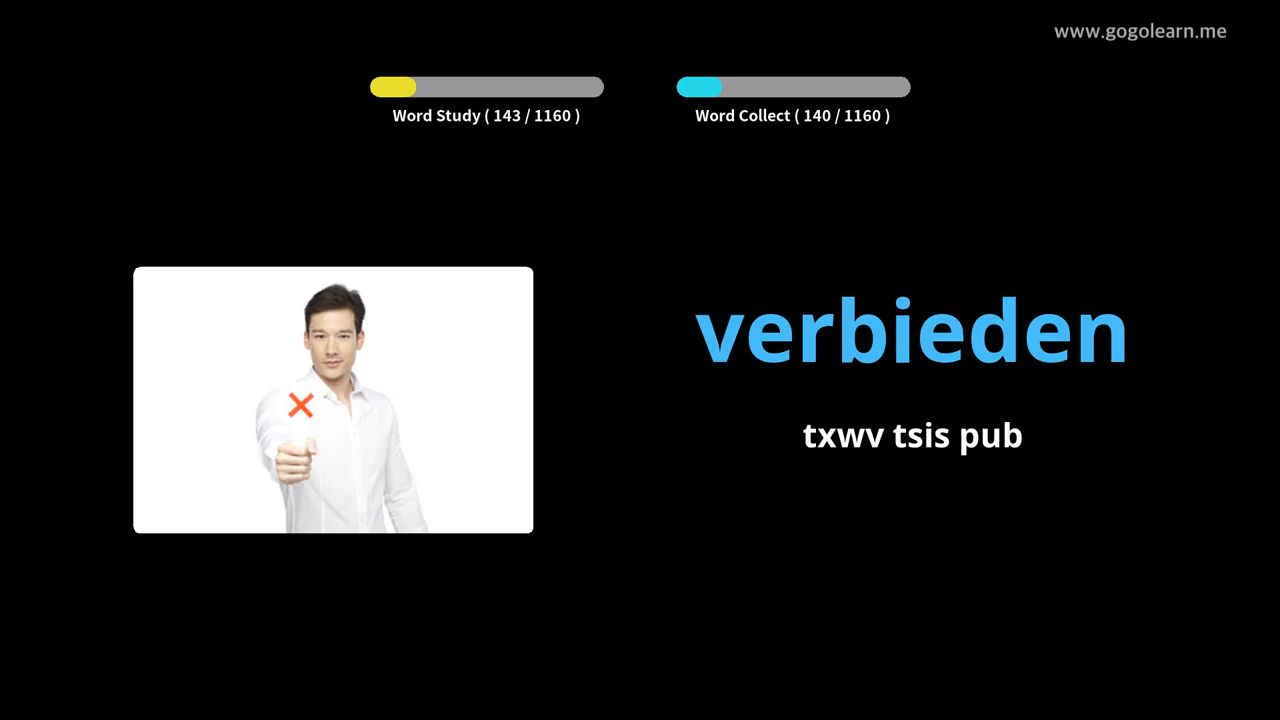 www.gogolearn.me
Word Study ( 143 / 1160 )
Word Collect ( 140 / 1160 )
verbieden
txwv tsis pub